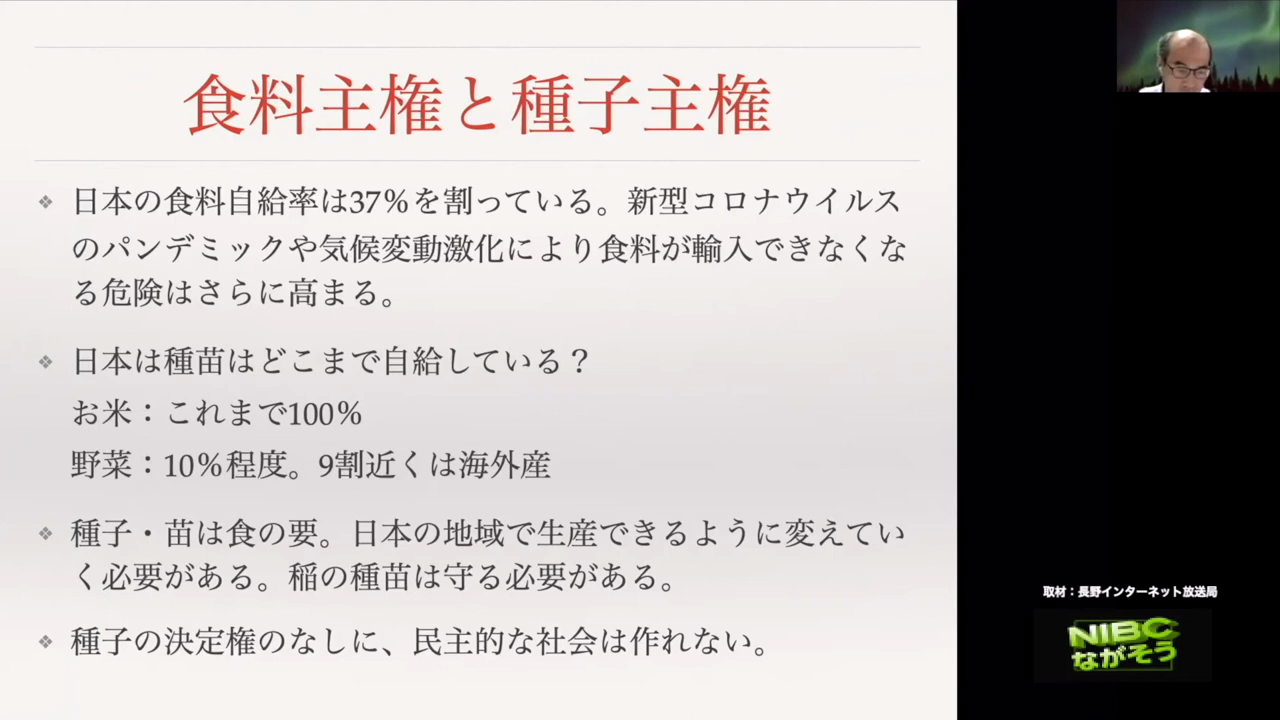 食料主権と種子主権
❖ 日本の食料自給率は37%を割っている。新型コロナウイルス
のパンデミックや気候変動激化により食料が輸入できなくな
る危険はさらに高まる。
❖ 日本は種苗はどこまで自給している？
お米：これまで100%
野菜：10%程度。9割近くは海外産
❖ 種子・苗は食の要。日本の地域で生産できるように変えてい
く必要がある。稲の種苗は守る必要がある。
❖ 種子の決定権のなしに、民主的な社会は作れない。
取材：長野インターネット放送局
NIBC
ながそう